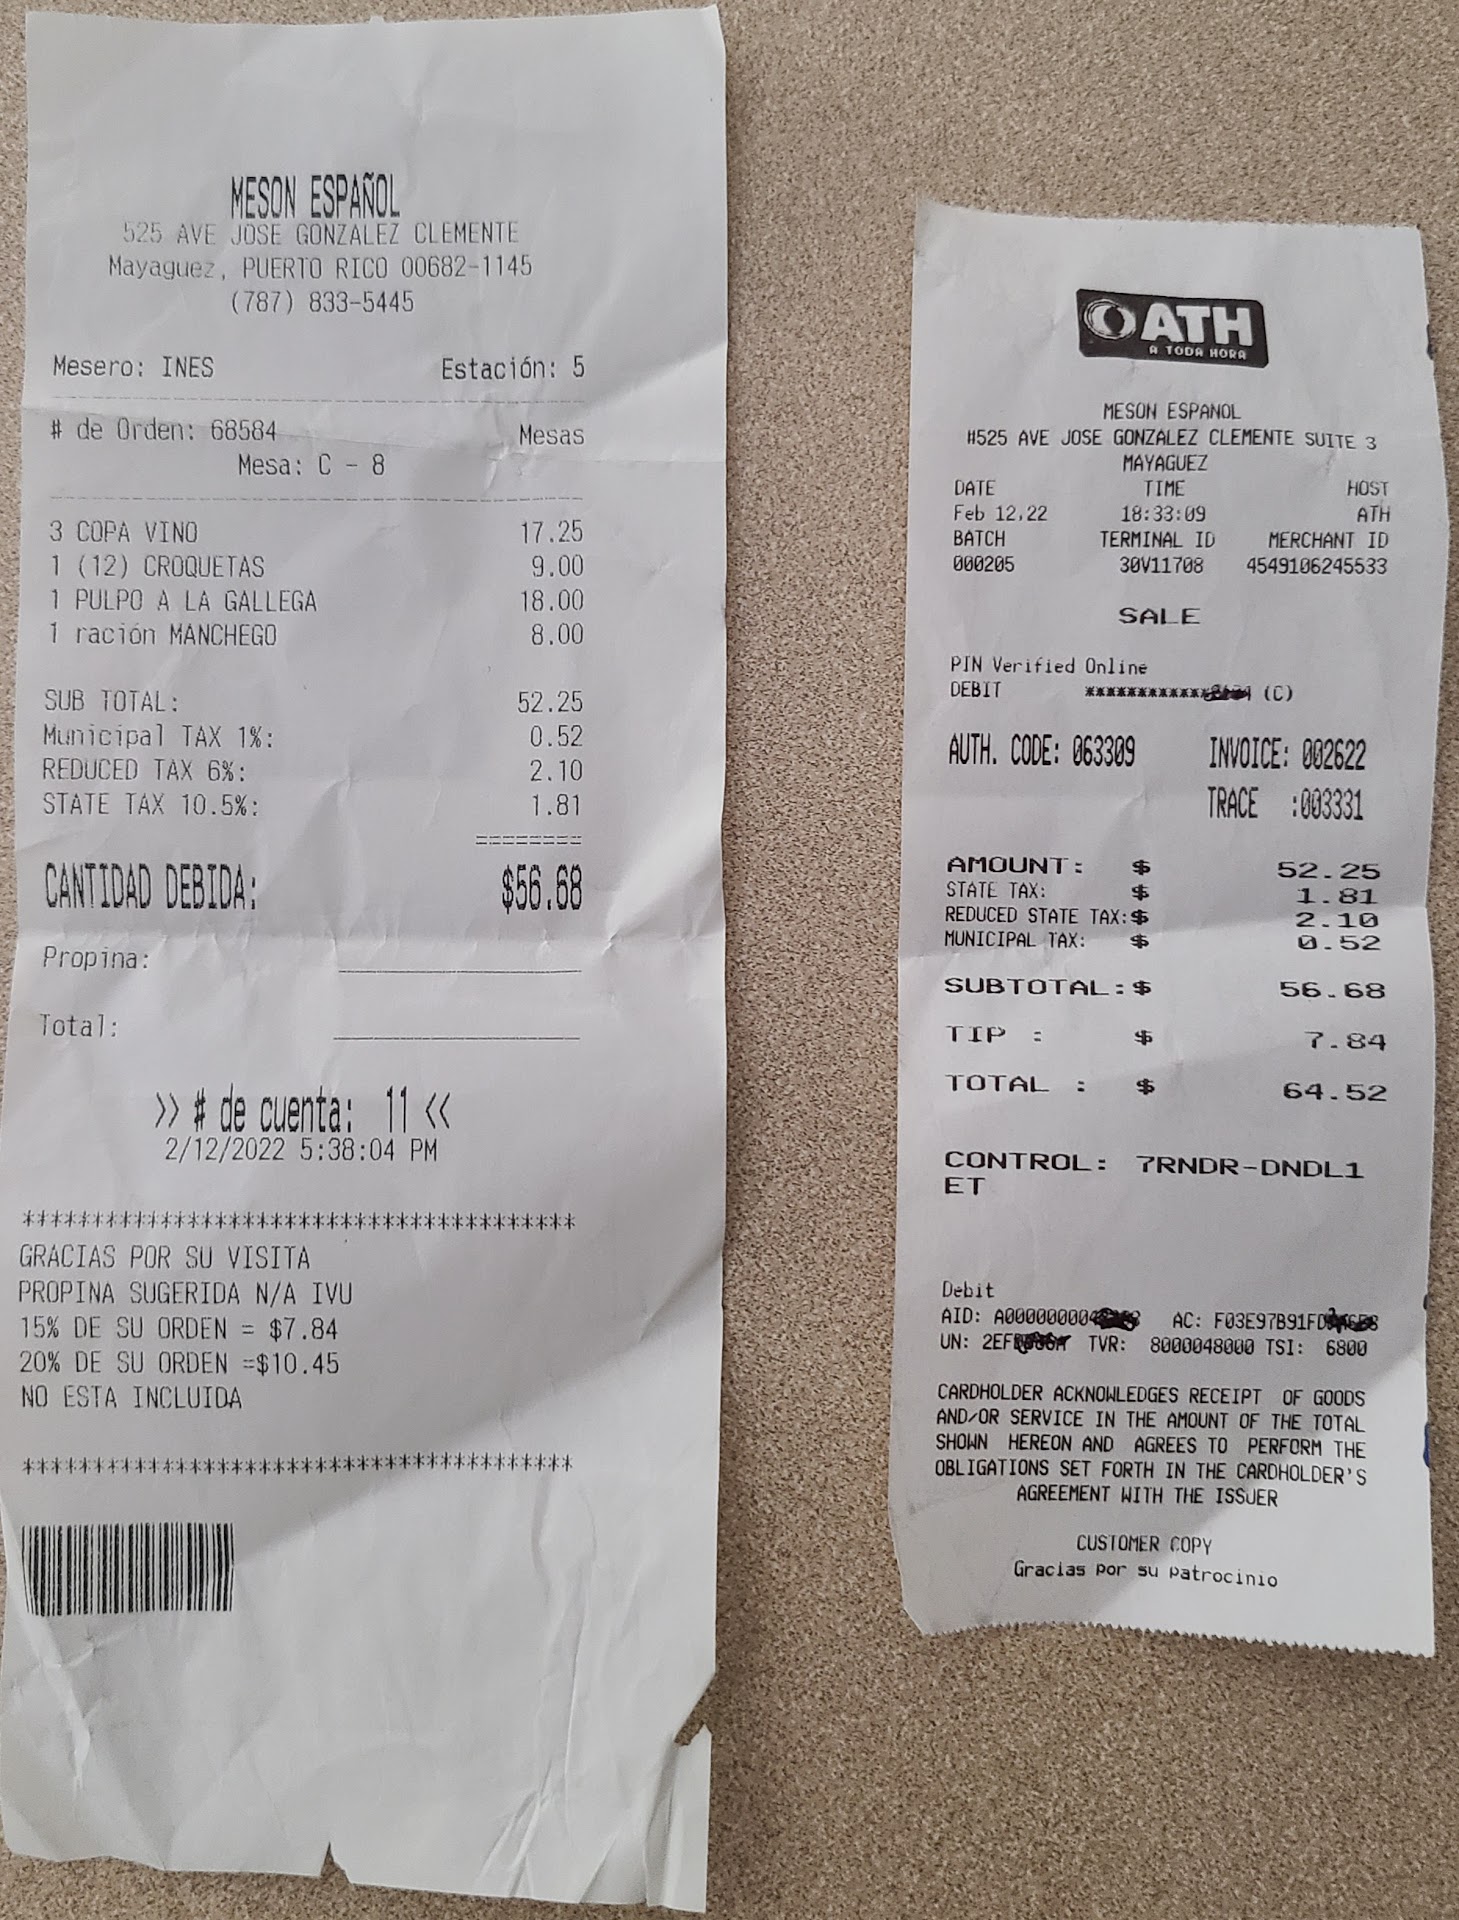 MESON ESPAÑOL
525 AVE JOSE GONZALEZ CLEMENTE
Mayaguez, PUERTO RICO 00682-1145
(787) 833-5445
Mesero: INES Estación: 5
# de Orden: 68584 Mesas
Mesa: C - 8
3 COPA VINO 17.25
1 (12) CROQUETAS 9.00
1 PULPO A LA GALLEGA 18.00
1 ración MANCHEGO 8.00
SUB TOTAL: 52.25
Municipal TAX 1%: 0.52
REDUCED TAX 6%: 2.10
STATE TAX 10.5%: 1.81
========
CANTIDAD DEBIDA: $56.68
Propina:
Total:
>> # de cuenta: 11 <<
2/12/2022 5:38:04 PM
****************************************
GRACIAS POR SU VISITA
PROPINA SUGERIDA N/A IVU
15% DE SU ORDEN = $7.84
20% DE SU ORDEN =$10.45
NO ESTA INCLUIDA
****************************************
ATH
A TODA HORA
MESON ESPANOL
#525 AVE JOSE GONZALEZ CLEMENTE SUITE 3
MAYAGUEZ
DATE TIME HOST
Feb 12,22 18:33:09 ATH
BATCH TERMINAL ID MERCHANT ID
000205 30V11708 4549106245533
SALE
PIN Verified Online
DEBIT ************ (C)
AUTH. CODE: 063309 INVOICE: 002622
TRACE :003331
AMOUNT: $ 52.25
STATE TAX: $ 1.81
REDUCED STATE TAX:$ 2.10
MUNICIPAL TAX: $ 0.52
SUBTOTAL:$ 56.68
TIP : $ 7.84
TOTAL : $ 64.52
CONTROL: 7RNDR-DNDL1
ET
Debit
AID: AC:
UN: TVR: 8000048000 TSI: 6800
CARDHOLDER ACKNOWLEDGES RECEIPT OF GOODS
AND/OR SERVICE IN THE AMOUNT OF THE TOTAL
SHOWN HEREON AND AGREES TO PERFORM THE
OBLIGATIONS SET FORTH IN THE CARDHOLDER'S
AGREEMENT WITH THE ISSUER
CUSTOMER COPY
Gracias por su patrocinio